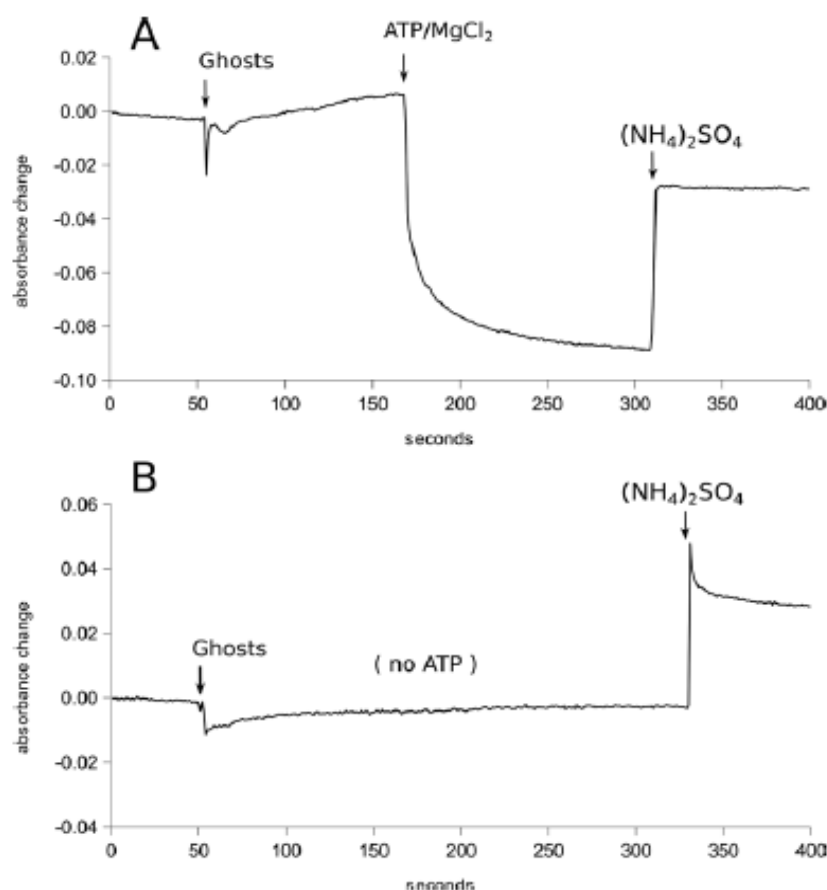 A
ATP/MgCl2
Ghosts
(NH4)2SO4
absorbance change
0.02
0.00
-0.02
-0.04
-0.06
-0.08
-0.10
0 50 100 150 200 250 300 350 400
seconds
B
(NH4)2SO4
Ghosts
( no ATP )
absorbance change
0.06
0.04
0.02
0.00
-0.02
-0.04
0 50 100 150 200 250 300 350 400
seconds